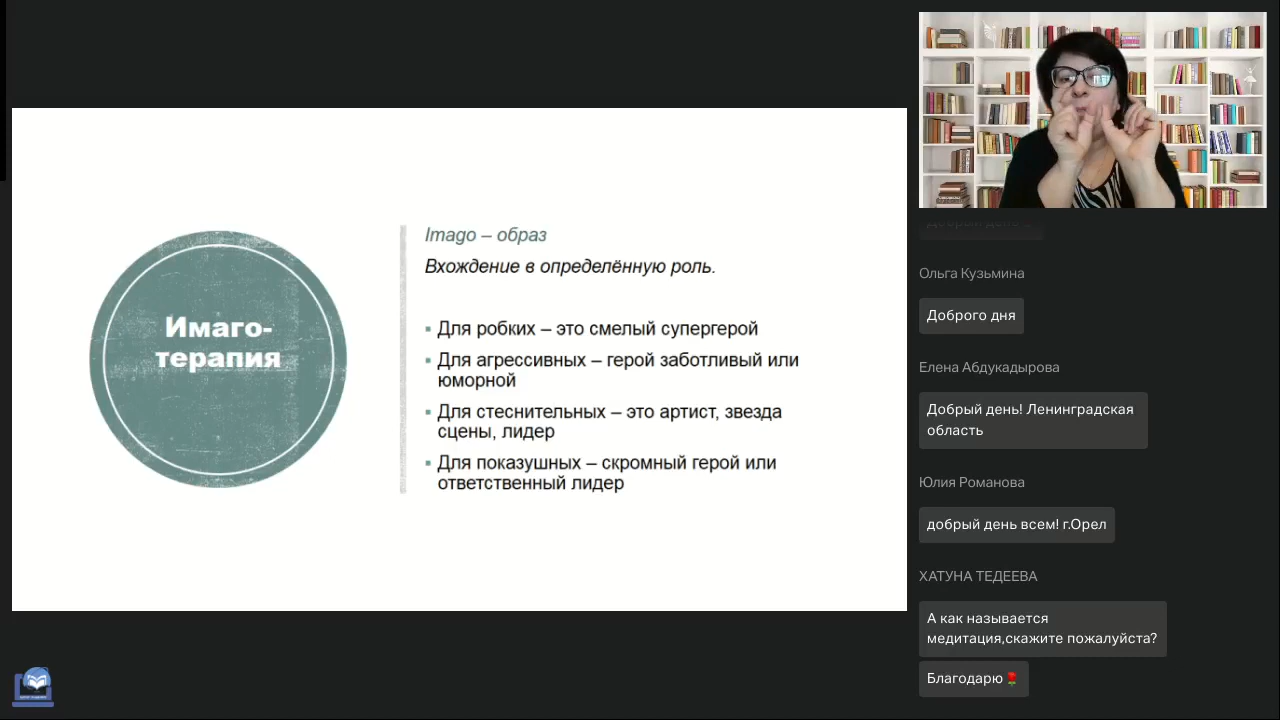 Имаго-
терапия
Imago – образ
Вхождение в определённую роль.
▪ Для робких – это смелый супергерой
▪ Для агрессивных – герой заботливый или
юморной
▪ Для стеснительных – это артист, звезда
сцены, лидер
▪ Для показушных – скромный герой или
ответственный лидер
Добрый день
Ольга Кузьмина
Доброго дня
Елена Абдукадырова
Добрый день! Ленинградская
область
Юлия Романова
добрый день всем! г.Орел
ХАТУНА ТЕДЕЕВА
А как называется
медитация,скажите пожалуйста?
Благодарю🌹